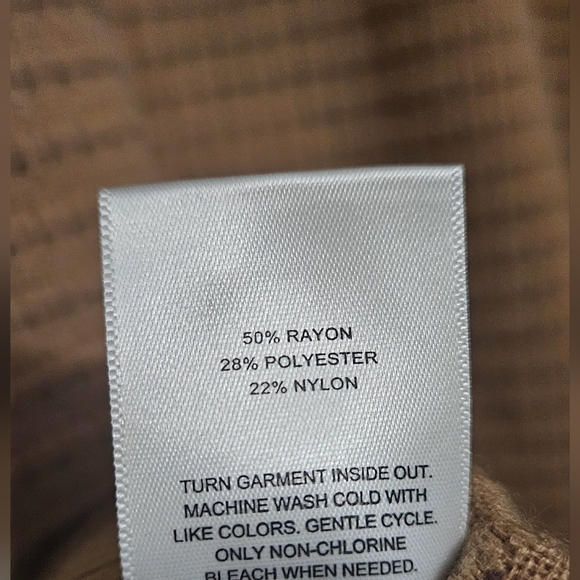 50% RAYON
28% POLYESTER
22% NYLON
TURN GARMENT INSIDE OUT.
MACHINE WASH COLD WITH
LIKE COLORS. GENTLE CYCLE.
ONLY NON-CHLORINE
BLEACH WHEN NEEDED.